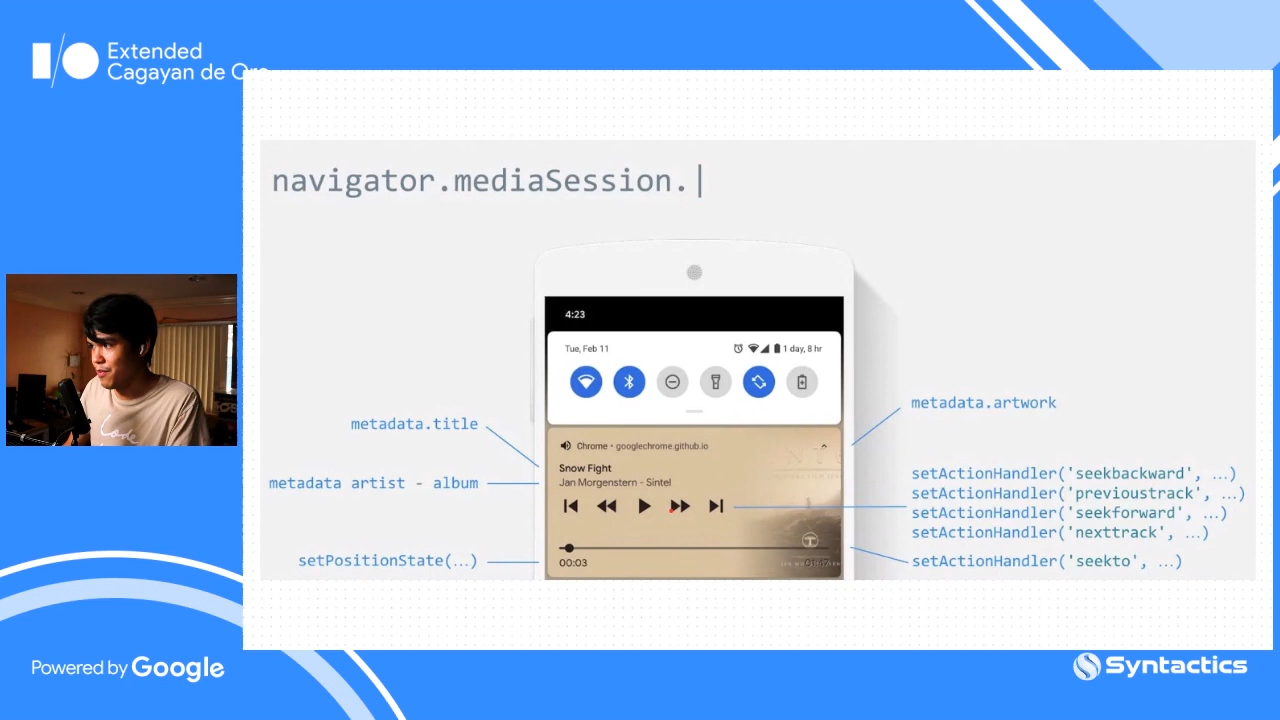 Extended
Cagayan de Oro
navigator.mediaSession.|
4:23
Tue, Feb 11
1 day, 8 hr
metadata.title
metadata artist - album
setPositionState(...)
Chrome • googlechrome.github.io
Snow Fight
Jan Morgenstern - Sintel
00:03
metadata.artwork
setActionHandler('seekbackward', ...)
setActionHandler('previoustrack', ...)
setActionHandler('seekforward', ...)
setActionHandler('nexttrack', ...)
setActionHandler('seekto', ...)
Powered by Google
Syntactics